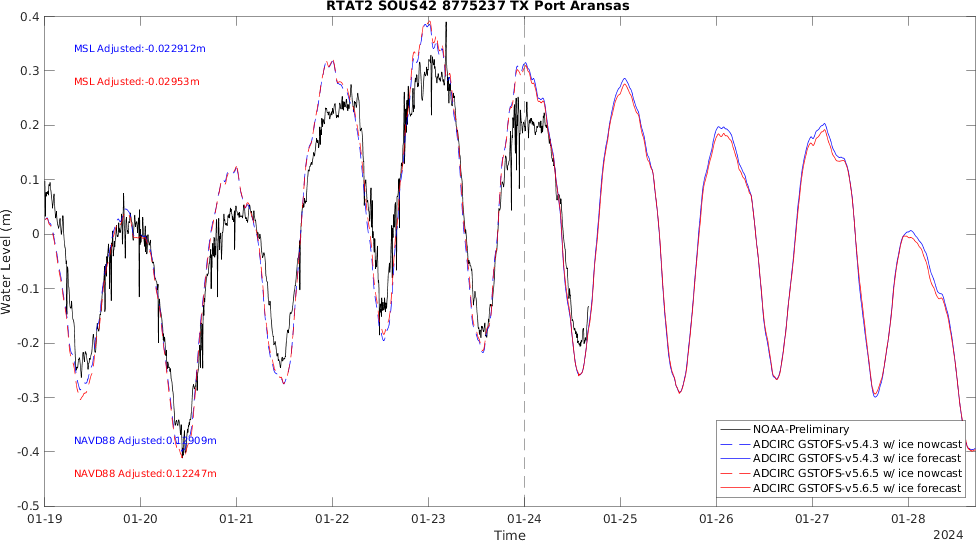 RTAT2 SOUS42 8775237 TX Port Aransas
0.4
0.3
0.2
0.1
0
-0.1
-0.2
-0.3
-0.4
-0.5
Water Level (m)
MSL Adjusted:-0.022912m
MSL Adjusted:-0.02953m
NAVD88 Adjusted:0.12909m
NAVD88 Adjusted:0.12247m
NOAA-Preliminary
ADCIRC GSTOFS-v5.4.3 w/ ice nowcast
ADCIRC GSTOFS-v5.4.3 w/ ice forecast
ADCIRC GSTOFS-v5.6.5 w/ ice nowcast
ADCIRC GSTOFS-v5.6.5 w/ ice forecast
01-19 01-20 01-21 01-22 01-23 01-24 01-25 01-26 01-27 01-28
Time
2024